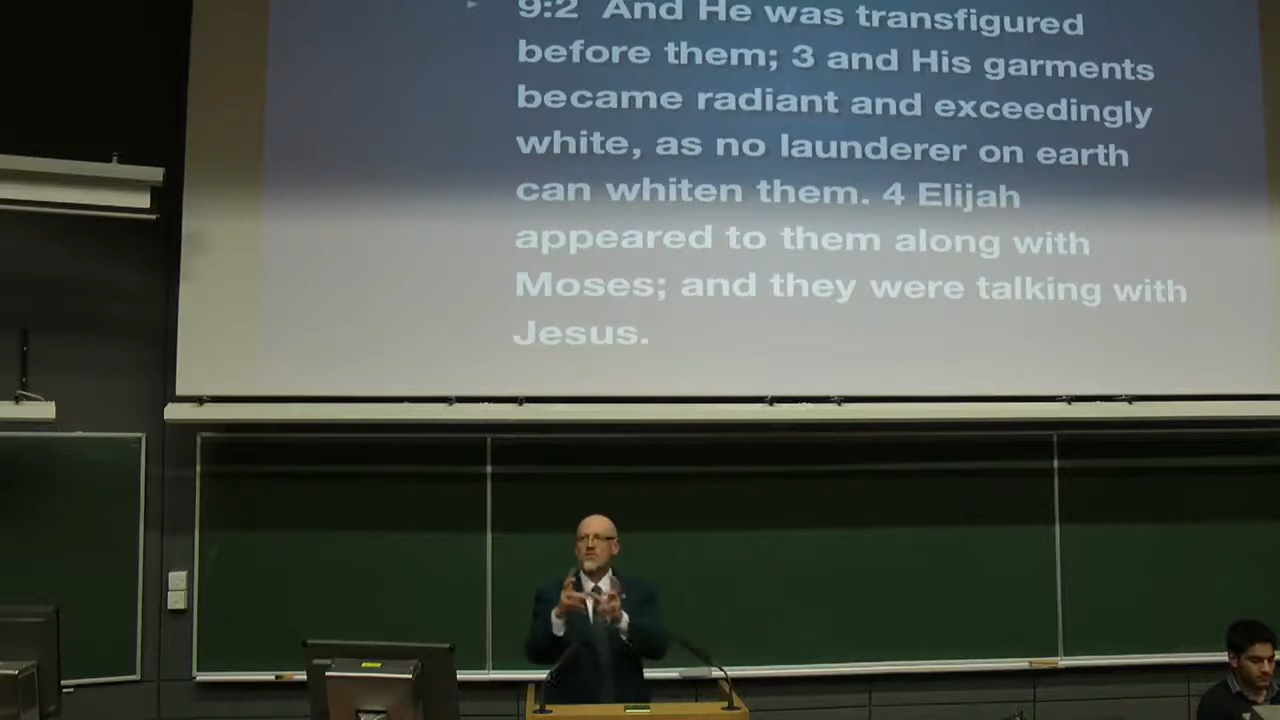 9:2 And He was transfigured
before them; 3 and His garments
became radiant and exceedingly
white, as no launderer on earth
can whiten them. 4 Elijah
appeared to them along with
Moses; and they were talking with
Jesus.